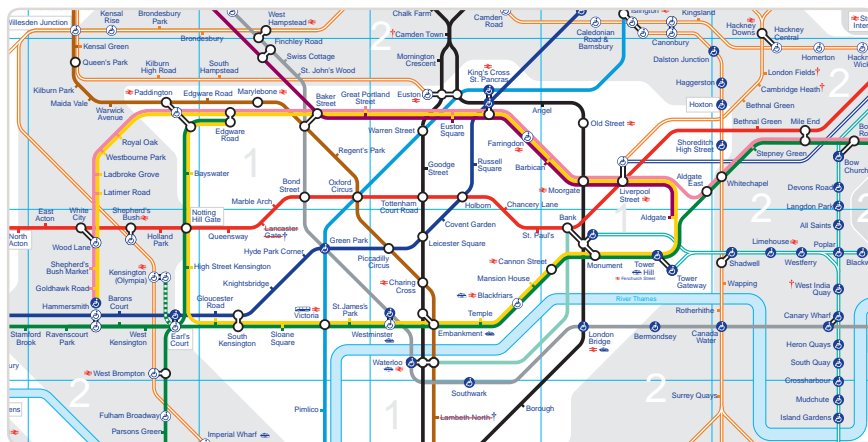 Willesden Junction
Kensal
Rise
Brondesbury
Park
West
Hampstead
Chalk Farm
Camden
Road
Islington
Kingsland
Hackney
Downs
Hackney
Central
Brondesbury
Finchley Road
2
Camden Town
Caledonian
Road &
Barnsbury
Canonbury
Homerton
Kensal Green
Swiss Cottage
Mornington
Crescent
Dalston Junction
Queen's Park
Kilburn
High Road
South
Hampstead
St. John's Wood
King's Cross
St. Pancras
London Fields
2
Haggerston
Cambridge Heath
Kilburn Park
Paddington
Edgware Road
Marylebone
Baker
Street
Great Portland
Street
Euston
Maida Vale
Warwick
Avenue
Angel
Hoxton
Bethnal Green
Royal Oak
Edgware
Road
Warren Street
Euston
Square
Old Street
Bethnal Green
Mile End
Westbourne Park
Farringdon
Shoreditch
High Street
Stepney Green
Bow
Church
Regent's Park
Goodge
Street
Russell
Square
Barbican
Ladbroke Grove
Bayswater
1
Moorgate
Liverpool
Street
Aldgate
East
Whitechapel
Devons Road
Latimer Road
Bond
Street
Oxford
Circus
Tottenham
Court Road
Holborn
Chancery Lane
Langdon Park
2
2
East
Acton
White
City
Shepherd's
Bush
Notting
Hill Gate
Marble Arch
Bank
1
Aldgate
All Saints
North
Acton
Wood Lane
Holland
Park
Queensway
Lancaster
Gate
Covent Garden
St. Paul's
Leicester Square
Green Park
Limehouse
Poplar
Hyde Park Corner
Piccadilly
Circus
Cannon Street
Monument
Tower
Hill
Fenchurch Street
Shadwell
Westferry
Shepherd's
Bush Market
Kensington
(Olympia)
High Street Kensington
Mansion House
Tower
Gateway
Goldhawk Road
Knightsbridge
Charing
Cross
Blackfriars
Wapping
West India
Quay
Hammersmith
Barons
Court
Gloucester
Road
Victoria
St.James's
Park
Temple
River Thames
Rotherhithe
Canary Wharf
Stamford
Brook
Ravenscourt
Park
West
Kensington
Earl's
Court
South
Kensington
Sloane
Square
Westminster
Embankment
London
Bridge
Bermondsey
Canada
Water
Heron Quays
Waterloo
South Quay
West Brompton
2
Southwark
2
Surrey Quays
Crossharbour
Mudchute
Fulham Broadway
Pimlico
1
Lambeth North
Borough
Island Gardens
Parsons Green
Imperial Wharf